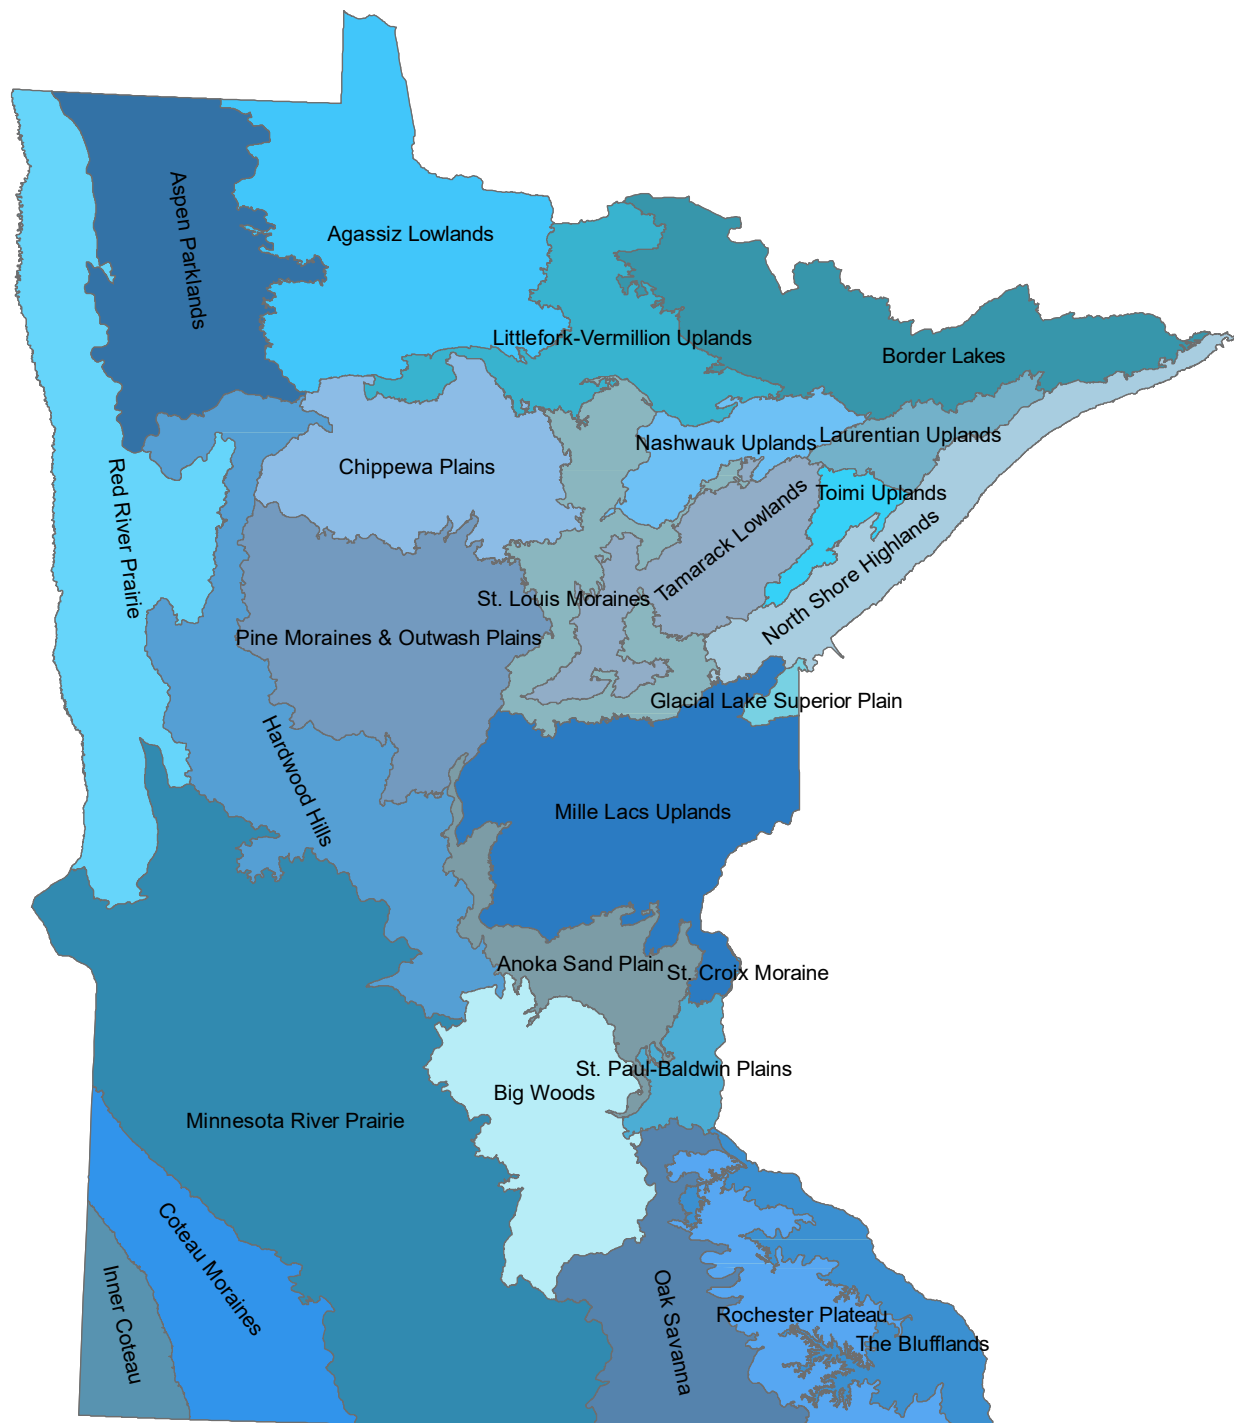 Aspen Parklands
Agassiz Lowlands
Littlefork-Vermillion Uplands
Border Lakes
Nashwauk Uplands
Laurentian Uplands
Chippewa Plains
Toimi Uplands
Red River Prairie
Tamarack Lowlands
North Shore Highlands
St. Louis Moraines
Pine Moraines & Outwash Plains
Glacial Lake Superior Plain
Hardwood Hills
Mille Lacs Uplands
Anoka Sand Plain
St. Croix Moraine
St. Paul-Baldwin Plains
Big Woods
Minnesota River Prairie
Coteau Moraines
Inner Coteau
Oak Savanna
Rochester Plateau
The Blufflands